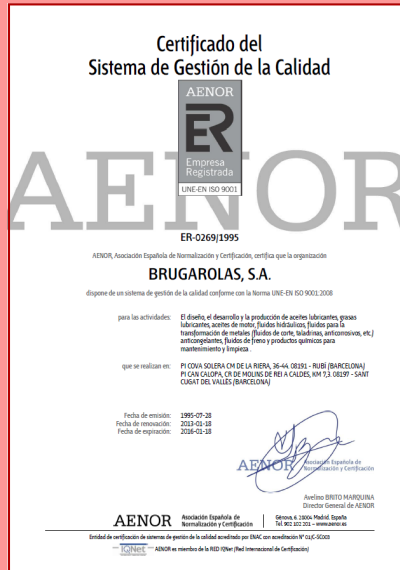 Certificado del
Sistema de Gestión de la Calidad
AENOR
ER
Empresa
Registrada
UNE-EN ISO 9001
AENOR
ER-0269/1995
AENOR, Asociación Española de Normalización y Certificación, certifica que la organización
BRUGAROLAS, S.A.
dispone de un sistema de gestión de la calidad conforme con la Norma UNE-EN ISO 9001:2008
para las actividades: El diseño, el desarrollo y la producción de aceites lubricantes, grasas
lubricantes, aceites de motor, fluidos hidráulicos, fluidos para la
transformación de metales (fluidos de corte, taladrinas, anticorrosivos, etc.)
anticongelantes, fluidos de freno y productos químicos para
mantenimiento y limpieza.
que se realizan en: PI COVA SOLERA CM DE LA RIERA, 36-44. 08191 - RUBÍ (BARCELONA)
PI CAN CALOPA, CR DE MOLINS DE REI A CALDES, KM 7,3. 08197 - SANT
CUGAT DEL VALLÈS (BARCELONA)
Fecha de emisión: 1995-07-28
Fecha de renovación: 2013-01-18
Fecha de expiración: 2016-01-18
AENOR Asociación Española de
Normalización y Certificación
Avelino BRITO MARQUINA
Director General de AENOR
AENOR Asociación Española de
Normalización y Certificación
Génova, 6. 28004 Madrid. España
Tel. 902 102 201 – www.aenor.es
Entidad de certificación de sistemas de gestión de la calidad acreditada por ENAC con acreditación Nº 01/C-SC003
IQNet AENOR es miembro de la RED IQNet (Red Internacional de Certificación)